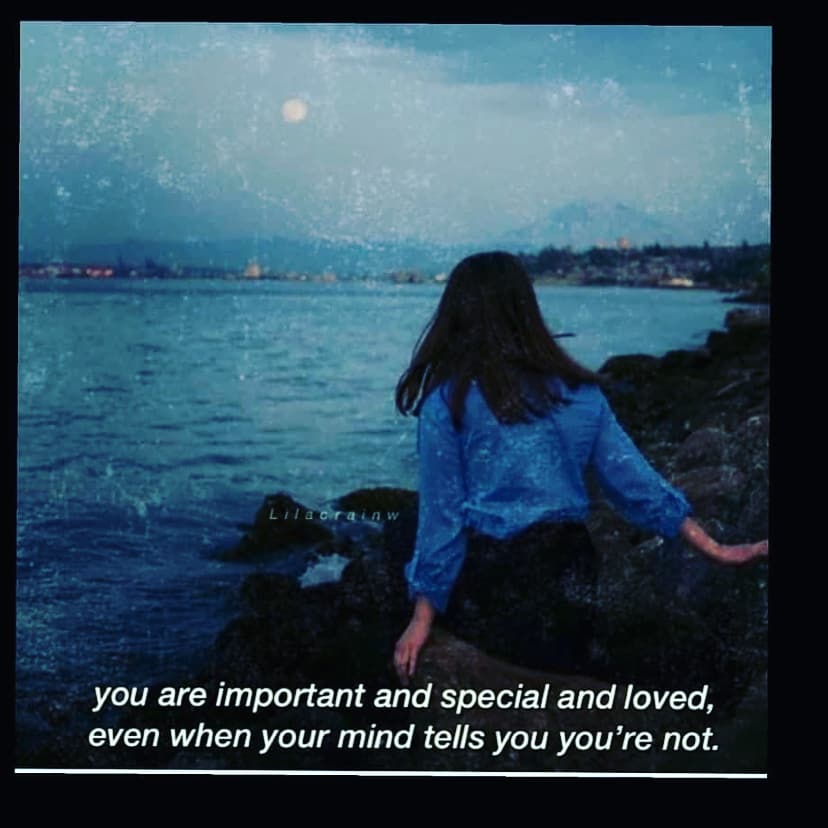 Lilacrainw
you are important and special and loved,
even when your mind tells you you're not.